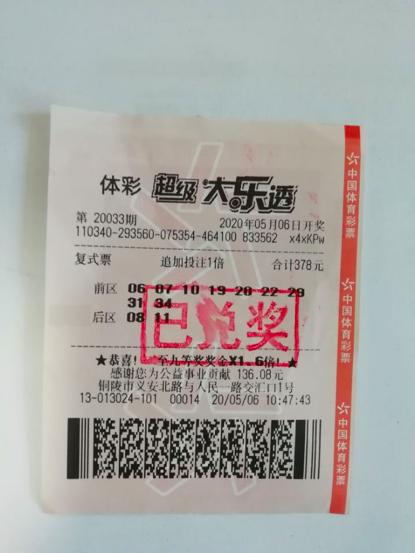 体彩 超级大乐透
第 20033期 2020年05月06日开奖
110340-293560-075354-464100 833562 x4xKPw
复式票 追加投注1倍 合计378元
前区 06 07 10 19 20 22 29
31 34
后区 08 11
已兑奖
★恭喜! 一至九等奖奖金X1.6倍!★
感谢您为公益事业贡献 136.08元
铜陵市义安北路与人民一路交汇口1号
13-013024-101 00014 20/05/06 10:47:43
中国体育彩票
中国体育彩票
中国体育彩票